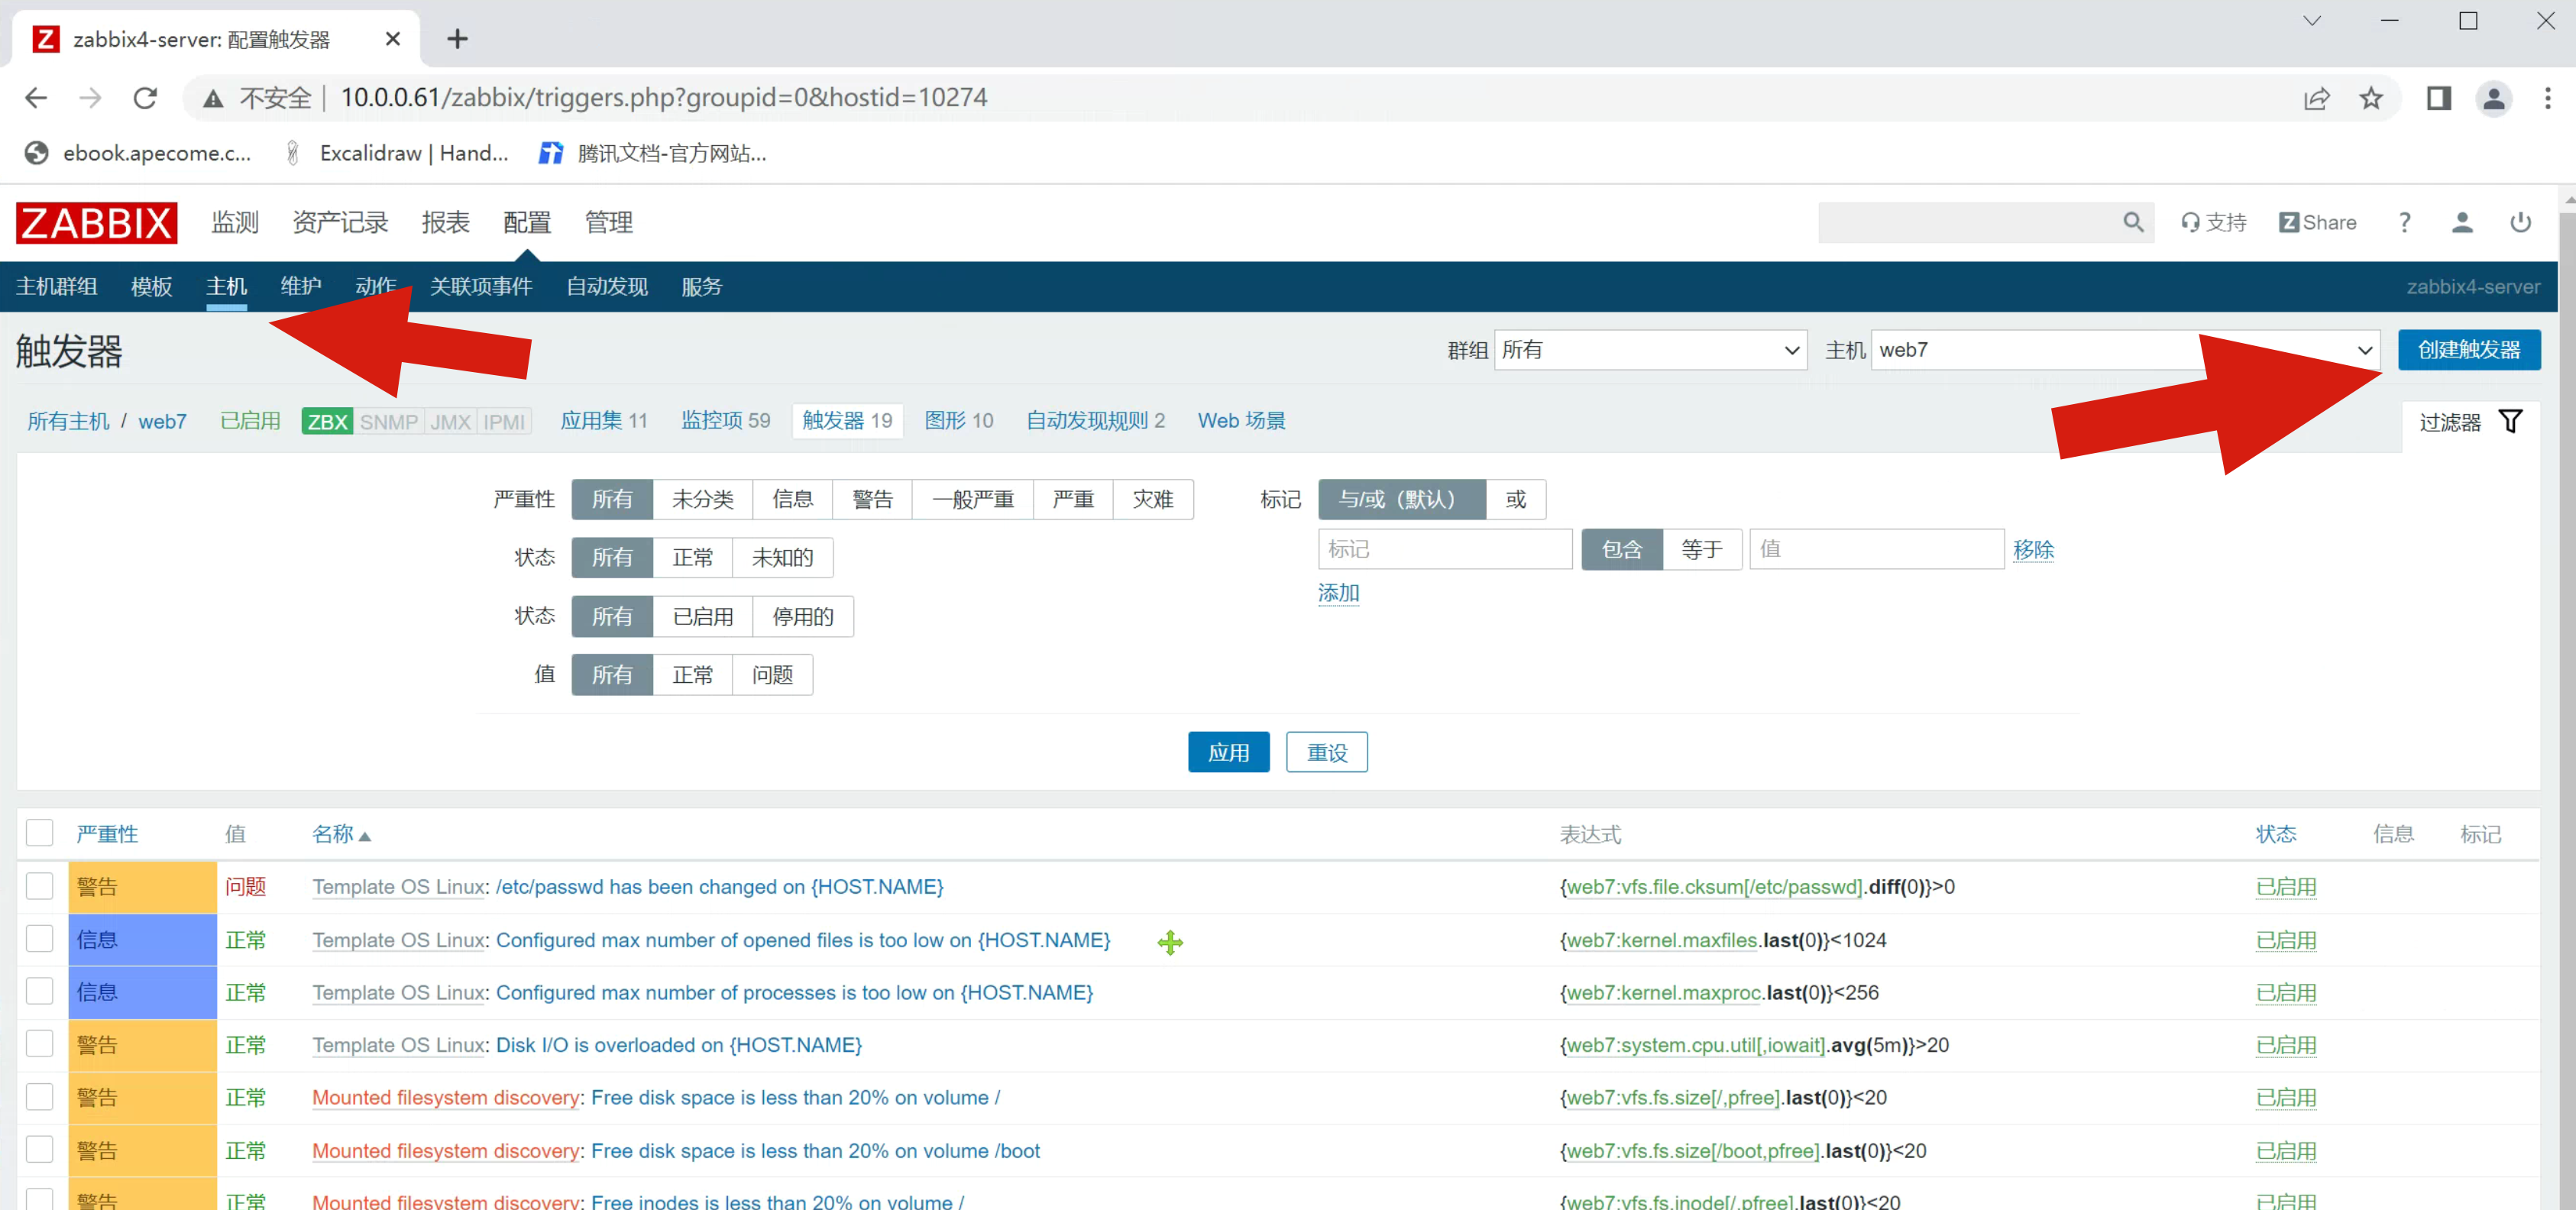 zabbix4-server: 配置触发器
不安全 | 10.0.0.61/zabbix/triggers.php?groupid=0&hostid=10274
ebook.apecome.c... Excalidraw | Hand... 腾讯文档-官方网站...
ZABBIX 监测 资产记录 报表 配置 管理 支持 Z Share ?
主机群组 模板 主机 维护 动作 关联项事件 自动发现 服务 zabbix4-server
触发器 群组 所有 主机 web7 创建触发器
所有主机 / web7 已启用 ZBX SNMP JMX IPMI 应用集 11 监控项 59 触发器 19 图形 10 自动发现规则 2 Web 场景 过滤器
严重性 所有 未分类 信息 警告 一般严重 严重 灾难 标记 与/或（默认） 或
标记 包含 等于 值 移除
状态 所有 正常 未知的
添加
状态 所有 已启用 停用的
值 所有 正常 问题
应用 重设
严重性 值 名称 表达式 状态 信息 标记
警告 问题 Template OS Linux: /etc/passwd has been changed on {HOST.NAME} {web7:vfs.file.cksum[/etc/passwd].diff(0)}>0 已启用
信息 正常 Template OS Linux: Configured max number of opened files is too low on {HOST.NAME} {web7:kernel.maxfiles.last(0)}<1024 已启用
信息 正常 Template OS Linux: Configured max number of processes is too low on {HOST.NAME} {web7:kernel.maxproc.last(0)}<256 已启用
警告 正常 Template OS Linux: Disk I/O is overloaded on {HOST.NAME} {web7:system.cpu.util[,iowait].avg(5m)}>20 已启用
警告 正常 Mounted filesystem discovery: Free disk space is less than 20% on volume / {web7:vfs.fs.size[/,pfree].last(0)}<20 已启用
警告 正常 Mounted filesystem discovery: Free disk space is less than 20% on volume /boot {web7:vfs.fs.size[/boot,pfree].last(0)}<20 已启用
警告 正常 Mounted filesystem discovery: Free inodes is less than 20% on volume / {web7:vfs.fs.inode[/,pfree].last(0)}<20 已启用